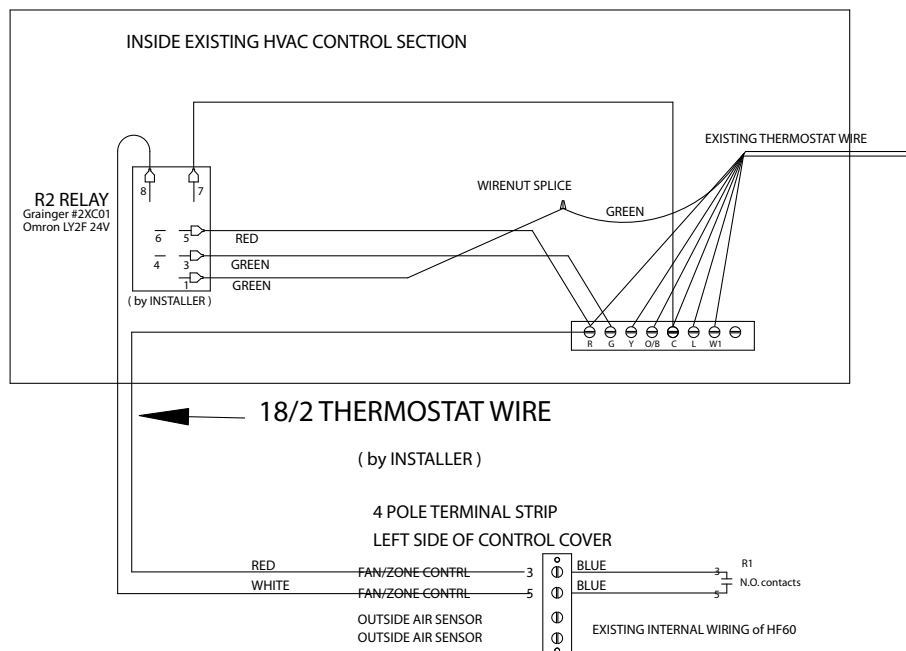 INSIDE EXISTING HVAC CONTROL SECTION
EXISTING THERMOSTAT WIRE
WIRENUT SPLICE
GREEN
8 7
R2 RELAY
Grainger #2XC01
Omron LY2F 24V
6 5
RED
4 3
GREEN
1
GREEN
( by INSTALLER )
R G Y O/B C L W1
18/2 THERMOSTAT WIRE
( by INSTALLER )
4 POLE TERMINAL STRIP
LEFT SIDE OF CONTROL COVER
RED FAN/ZONE CONTRL 3 BLUE 3 R1
WHITE FAN/ZONE CONTRL 5 BLUE 5 N.O. contacts
OUTSIDE AIR SENSOR
OUTSIDE AIR SENSOR
EXISTING INTERNAL WIRING of HF60